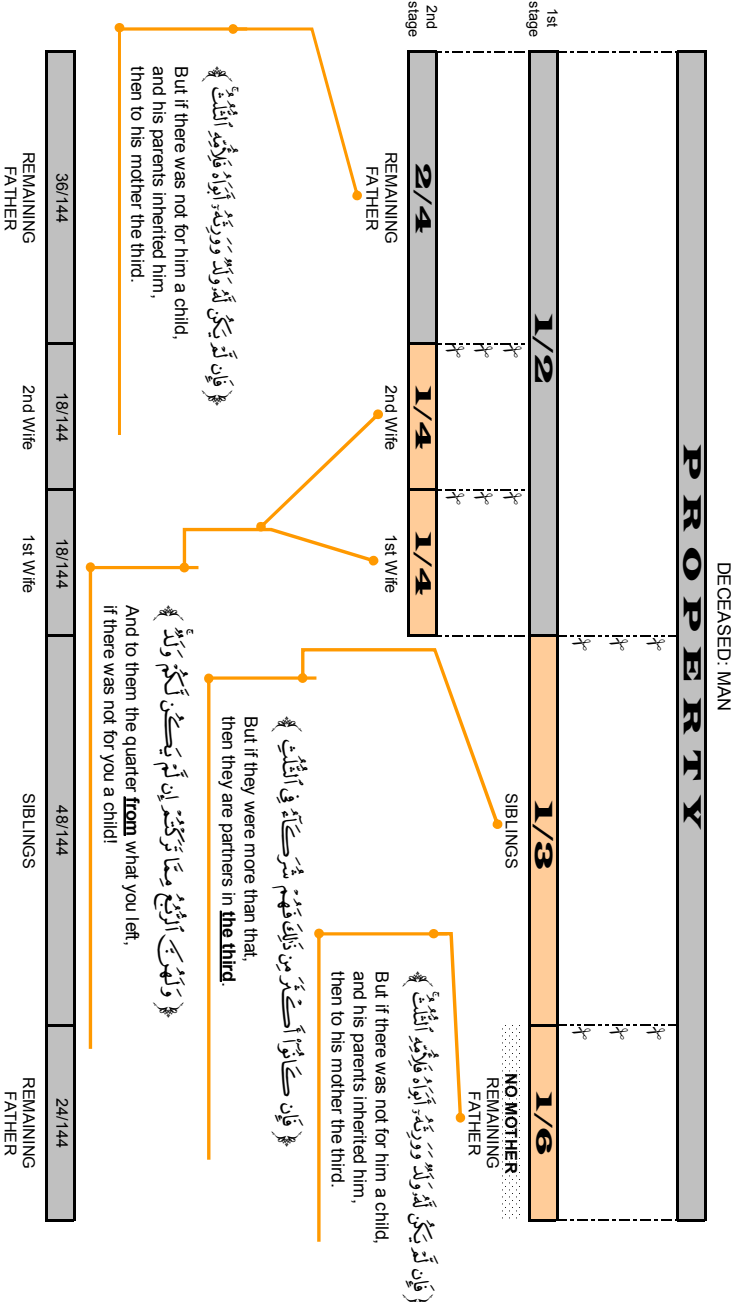 DECEASED: MAN
PROPERTY
1st
stage
1/2
1/3
1/6
NO MOTHER
REMAINING
FATHER
SIBLINGS
2nd
stage
2/4
1/4
1/4
REMAINING
FATHER
2nd Wife
1st Wife
﴿ فَإِن لَّمْ يَكُن لَّهُۥ وَلَدٌ وَوَرِثَهُۥٓ أَبَوَاهُ فَلِأُمِّهِ ٱلثُّلُثُ ۚ ﴾
But if there was not for him a child,
and his parents inherited him,
then to his mother the third.
﴿ فَإِن كَانُوٓا۟ أَكْثَرَ مِن ذَٰلِكَ فَهُمْ شُرَكَآءُ فِى ٱلثُّلُثِ ﴾
But if they were more than that,
then they are partners in the third.
﴿ فَإِن لَّمْ يَكُن لَّهُۥ وَلَدٌ وَوَرِثَهُۥٓ أَبَوَاهُ فَلِأُمِّهِ ٱلثُّلُثُ ۚ ﴾
But if there was not for him a child,
and his parents inherited him,
then to his mother the third.
﴿ وَلَهُنَّ ٱلرُّبُعُ مِمَّا تَرَكْتُمْ إِن لَّمْ يَكُن لَّكُمْ وَلَدٌ ۚ ﴾
And to them the quarter from what you left,
if there was not for you a child!
36/144
18/144
18/144
48/144
24/144
REMAINING
FATHER
2nd Wife
1st Wife
SIBLINGS
REMAINING
FATHER